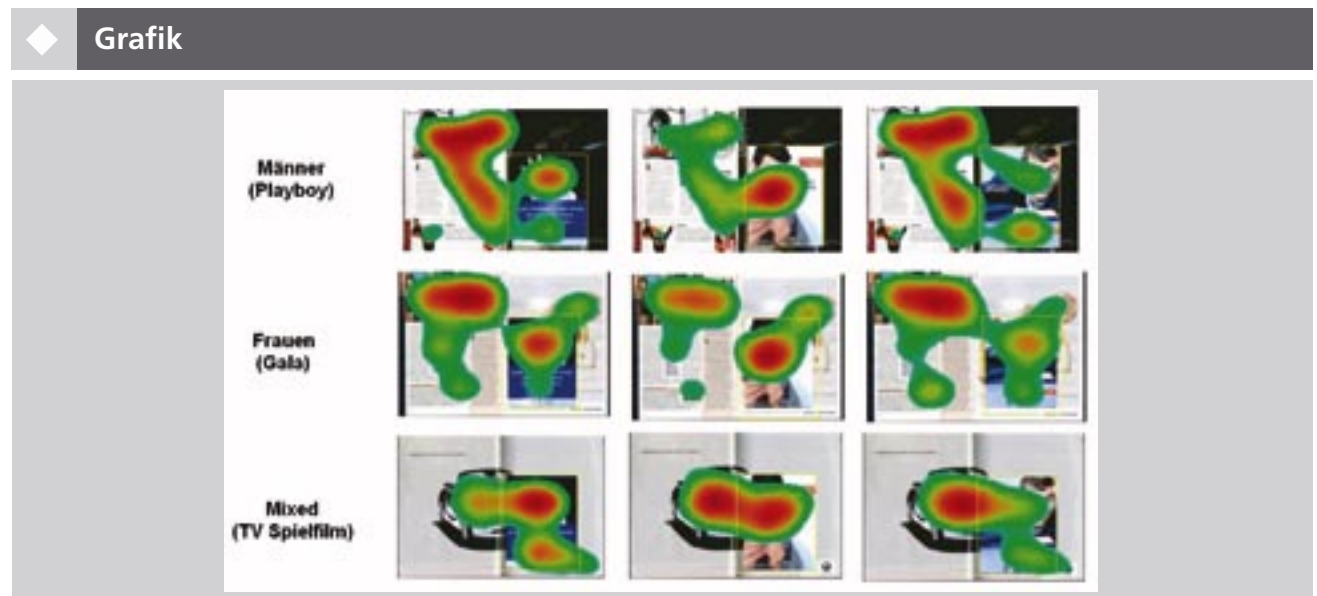 Grafik
Männer
(Playboy)
Frauen
(Gala)
Mixed
(TV Spielfilm)